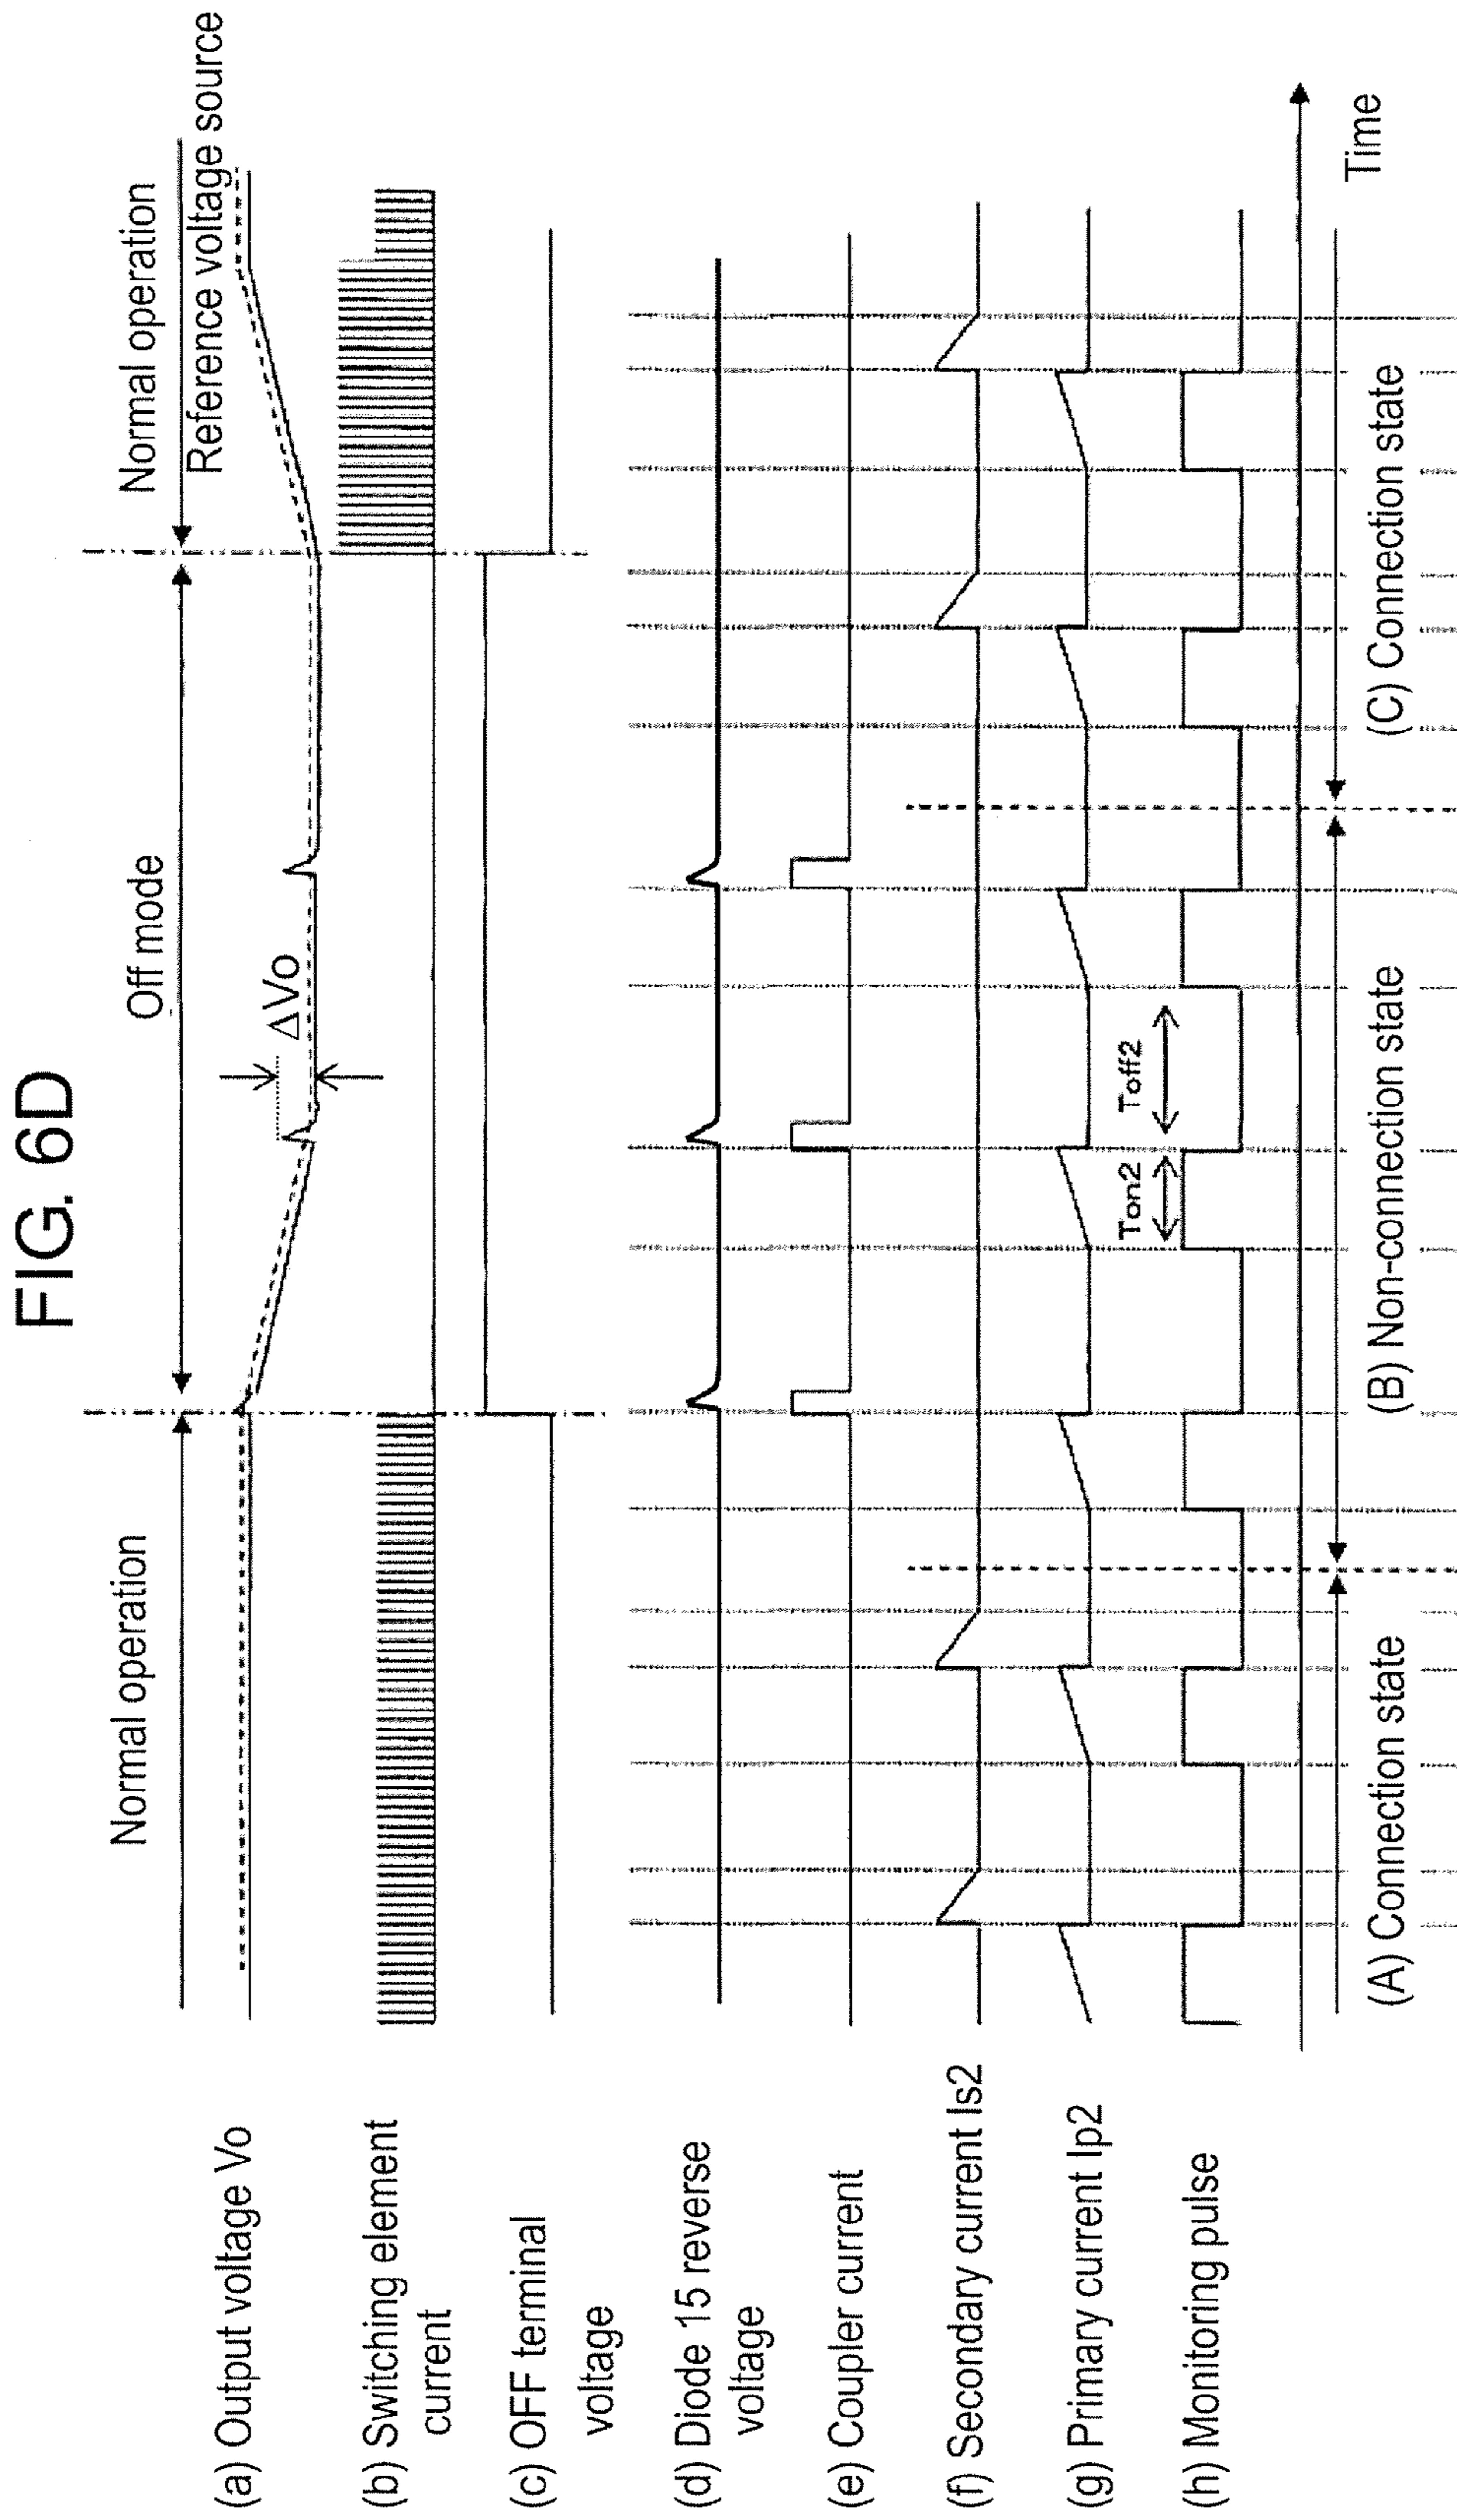 FIG. 6D
Normal operation
Off mode
Normal operation
Reference voltage source
(a) Output voltage Vo
ΔVo
(b) Switching element
current
(c) OFF terminal
voltage
(d) Diode 15 reverse
voltage
(e) Coupler current
(f) Secondary current Is2
(g) Primary current Ip2
Ton2
Toff2
(h) Monitoring pulse
Time
(A) Connection state
(B) Non-connection state
(C) Connection state